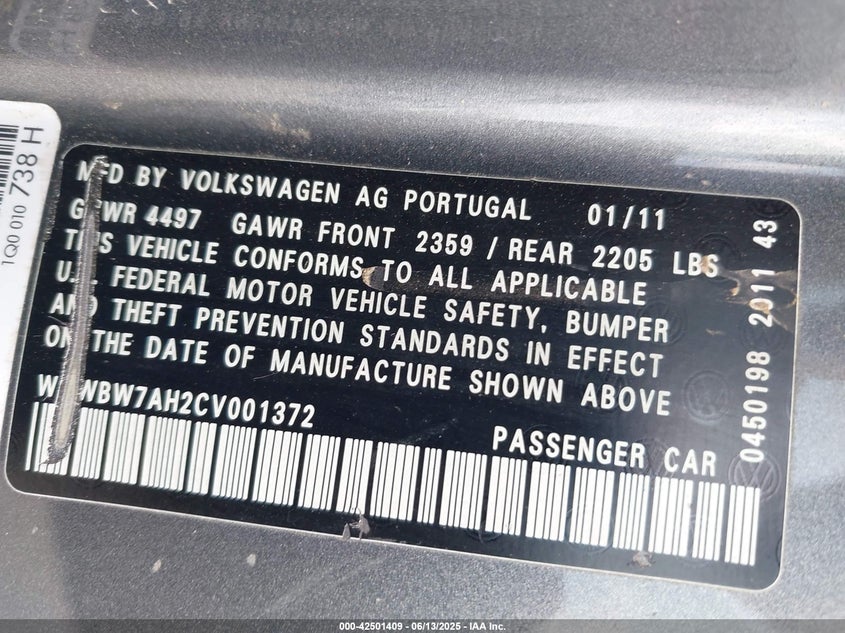 1Q0 010 738 H
MFD BY VOLKSWAGEN AG PORTUGAL 01/11
GVWR 4497 GAWR FRONT 2359 / REAR 2205 LBS
THIS VEHICLE CONFORMS TO ALL APPLICABLE
U.S. FEDERAL MOTOR VEHICLE SAFETY, BUMPER
AND THEFT PREVENTION STANDARDS IN EFFECT
ON THE DATE OF MANUFACTURE SHOWN ABOVE
WVWBW7AH2CV001372
PASSENGER CAR
0450198 2011 43
000-42501409 - 06/13/2025 - IAA Inc.